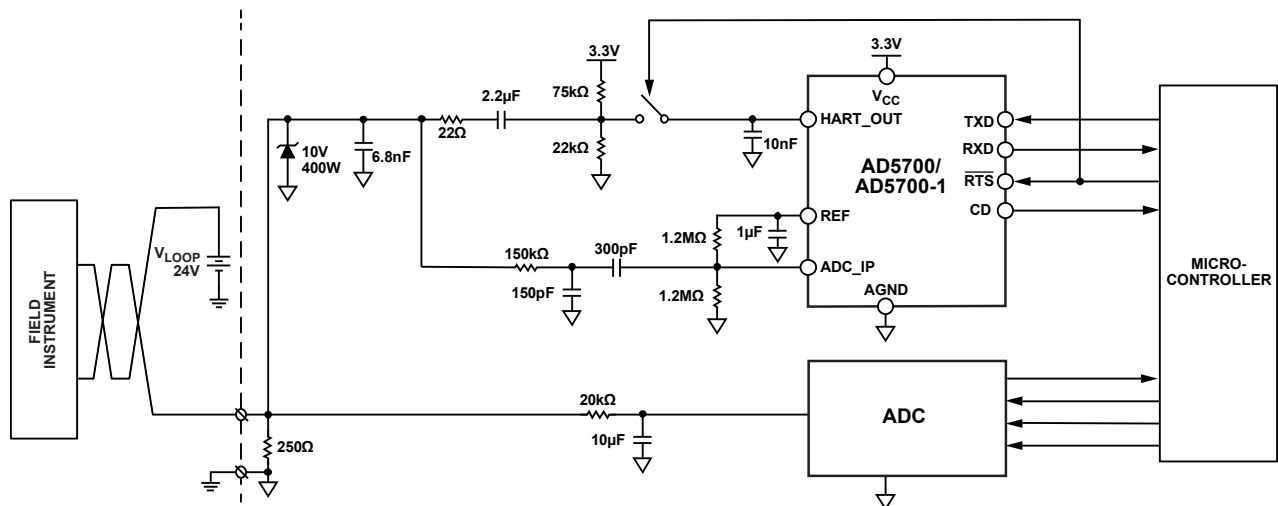 FIELD
INSTRUMENT
VLOOP
24V
10V
400W
6.8nF
22Ω
2.2µF
3.3V
75kΩ
22kΩ
10nF
3.3V
VCC
HART_OUT
REF
ADC_IP
AGND
AD5700/
AD5700-1
TXD
RXD
RTS
CD
1.2MΩ
1µF
150kΩ
300pF
150pF
1.2MΩ
MICRO-
CONTROLLER
20kΩ
10µF
ADC
250Ω